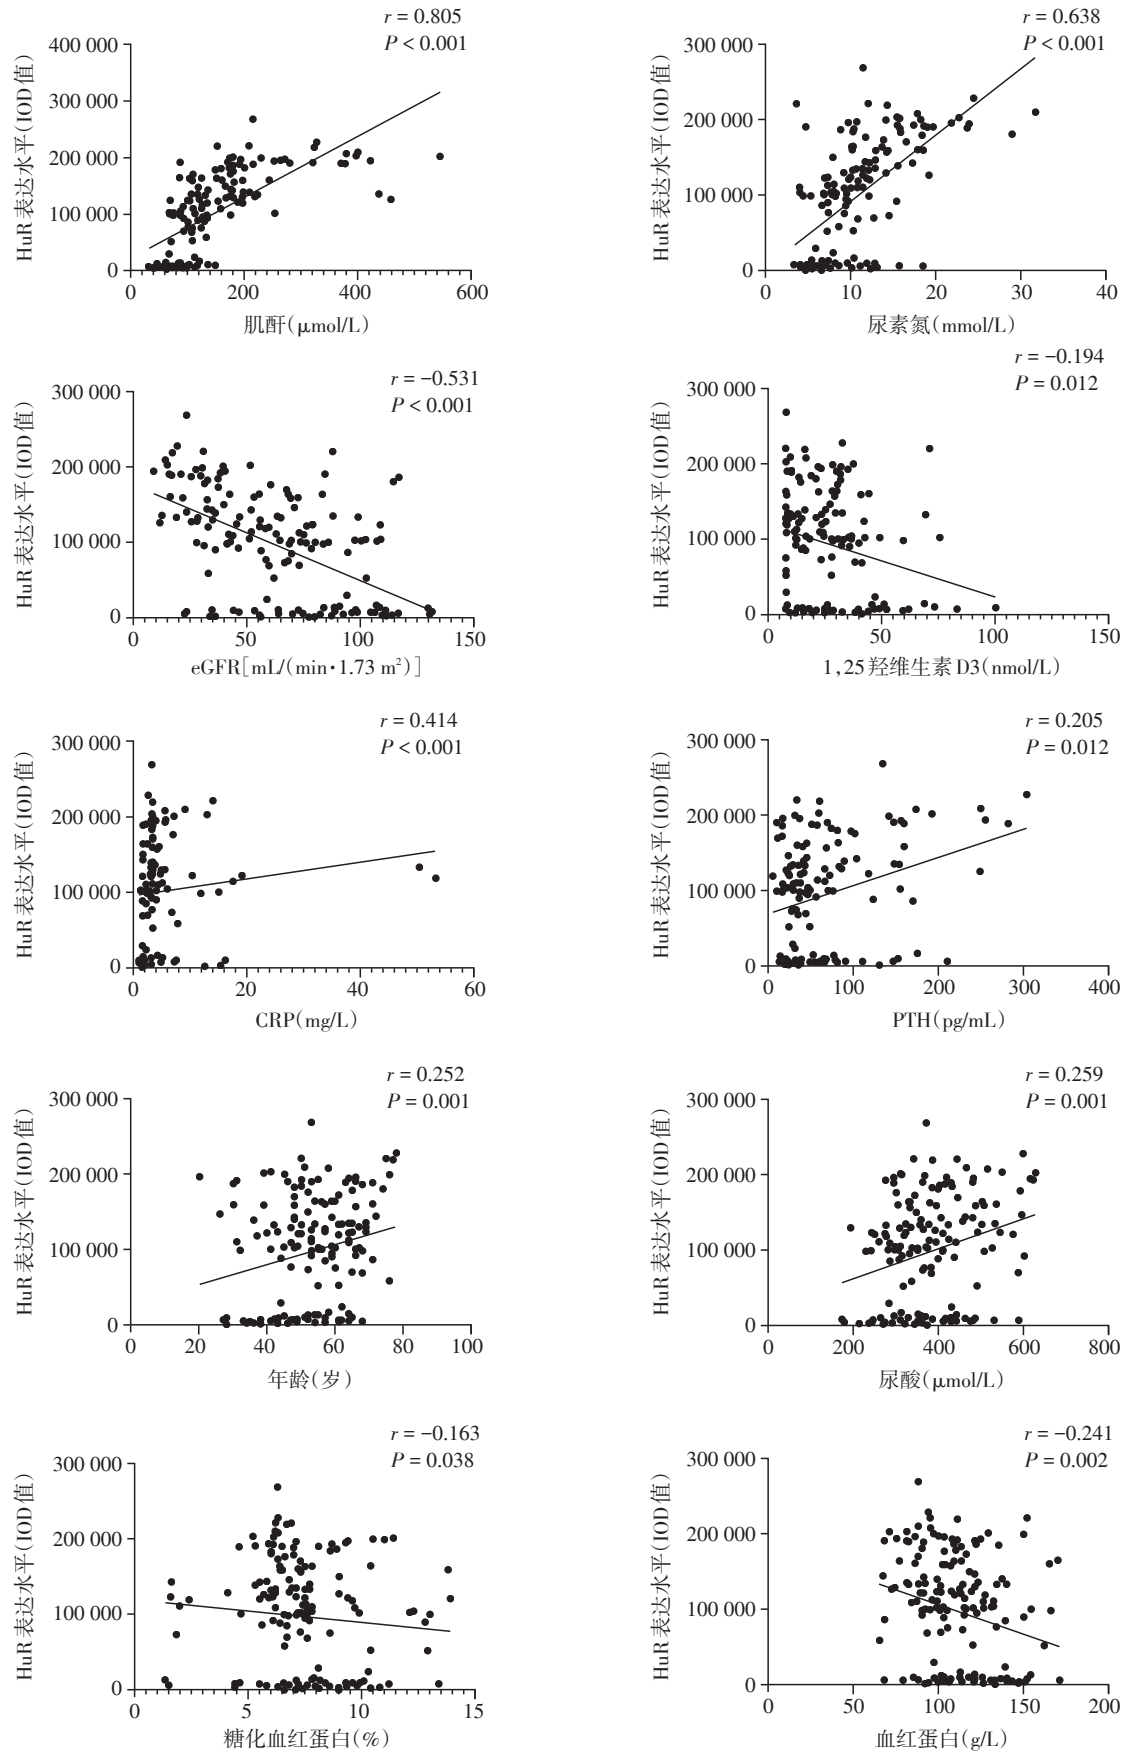 r = 0.805
P < 0.001
HuR 表达水平(IOD 值)
400 000
300 000
200 000
100 000
0
0 200 400 600
肌酐(μmol/L)
r = 0.638
P < 0.001
HuR 表达水平(IOD 值)
300 000
200 000
100 000
0
0 10 20 30 40
尿素氮(mmol/L)
r = −0.531
P < 0.001
HuR 表达水平(IOD 值)
300 000
200 000
100 000
0
0 50 100 150
eGFR[mL/(min·1.73 m²)]
r = −0.194
P = 0.012
HuR 表达水平(IOD 值)
300 000
200 000
100 000
0
0 50 100 150
1,25 羟维生素 D3(nmol/L)
r = 0.414
P < 0.001
HuR 表达水平(IOD 值)
300 000
200 000
100 000
0
0 20 40 60
CRP(mg/L)
r = 0.205
P = 0.012
HuR 表达水平(IOD 值)
300 000
200 000
100 000
0
0 100 200 300 400
PTH(pg/mL)
r = 0.252
P = 0.001
HuR 表达水平(IOD 值)
300 000
200 000
100 000
0
0 20 40 60 80 100
年龄(岁)
r = 0.259
P = 0.001
HuR 表达水平(IOD 值)
300 000
200 000
100 000
0
0 200 400 600 800
尿酸(μmol/L)
r = −0.163
P = 0.038
HuR 表达水平(IOD 值)
300 000
200 000
100 000
0
0 5 10 15
糖化血红蛋白(%)
r = −0.241
P = 0.002
HuR 表达水平(IOD 值)
300 000
200 000
100 000
0
0 50 100 150 200
血红蛋白(g/L)